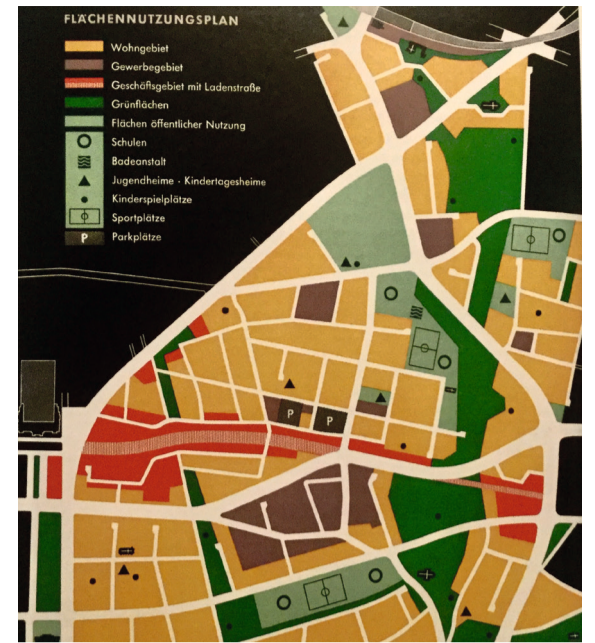 FLÄCHENNUTZUNGSPLAN
Wohngebiet
Gewerbegebiet
Geschäftsgebiet mit Ladenstraße
Grünflächen
Flächen öffentlicher Nutzung
Schulen
Badeanstalt
Jugendheime · Kindertagesheime
Kinderspielplätze
Sportplätze
P Parkplätze
P P